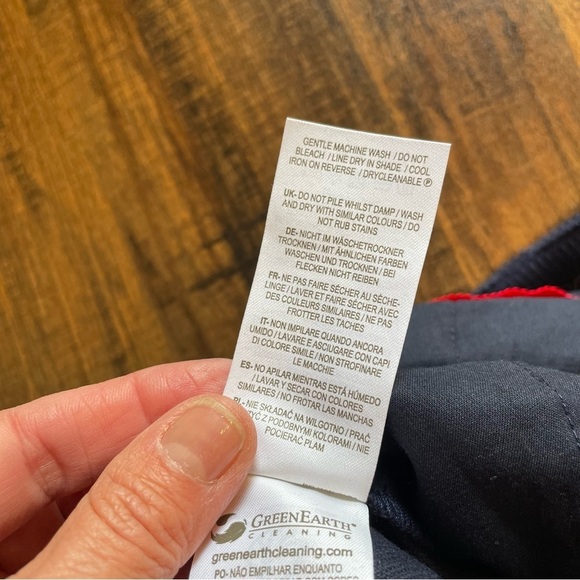 GENTLE MACHINE WASH / DO NOT
BLEACH / LINE DRY IN SHADE / COOL
IRON ON REVERSE / DRYCLEANABLE Ⓟ
UK- DO NOT PILE WHILST DAMP / WASH
AND DRY WITH SIMILAR COLOURS / DO
NOT RUB STAINS
DE- NICHT IM WÄSCHETROCKNER
TROCKNEN / MIT ÄHNLICHEN FARBEN
WASCHEN UND TROCKNEN / BEI
FLECKEN NICHT REIBEN
FR- NE PAS FAIRE SÉCHER AU SÈCHE-
LINGE / LAVER ET FAIRE SÉCHER AVEC
DES COULEURS SIMILAIRES / NE PAS
FROTTER LES TACHES
IT- NON IMPILARE QUANDO ANCORA
UMIDO / LAVARE E ASCIUGARE CON CAPI
DI COLORE SIMILE / NON STROFINARE
LE MACCHIE
ES- NO APILAR MIENTRAS ESTÁ HÚMEDO
/ LAVAR Y SECAR CON COLORES
SIMILARES / NO FROTAR LAS MANCHAS
PL- NIE SKŁADAĆ NA WILGOTNO / PRAĆ
Z PODOBNYMI KOLORAMI / NIE
POCIERAĆ PLAM
GREENEARTH
CLEANING
greenearthcleaning.com
PO- NÃO EMPILHAR ENQUANTO